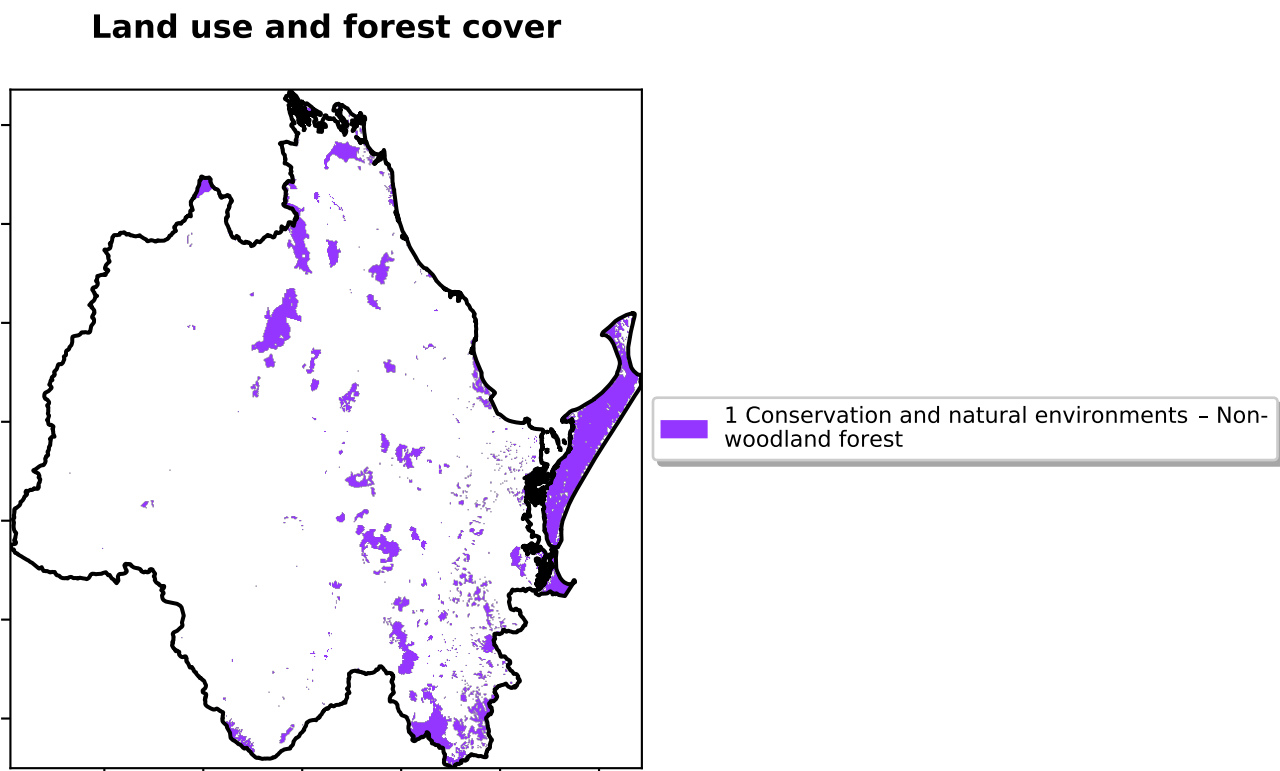 Land use and forest cover
1 Conservation and natural environments – Non-
woodland forest